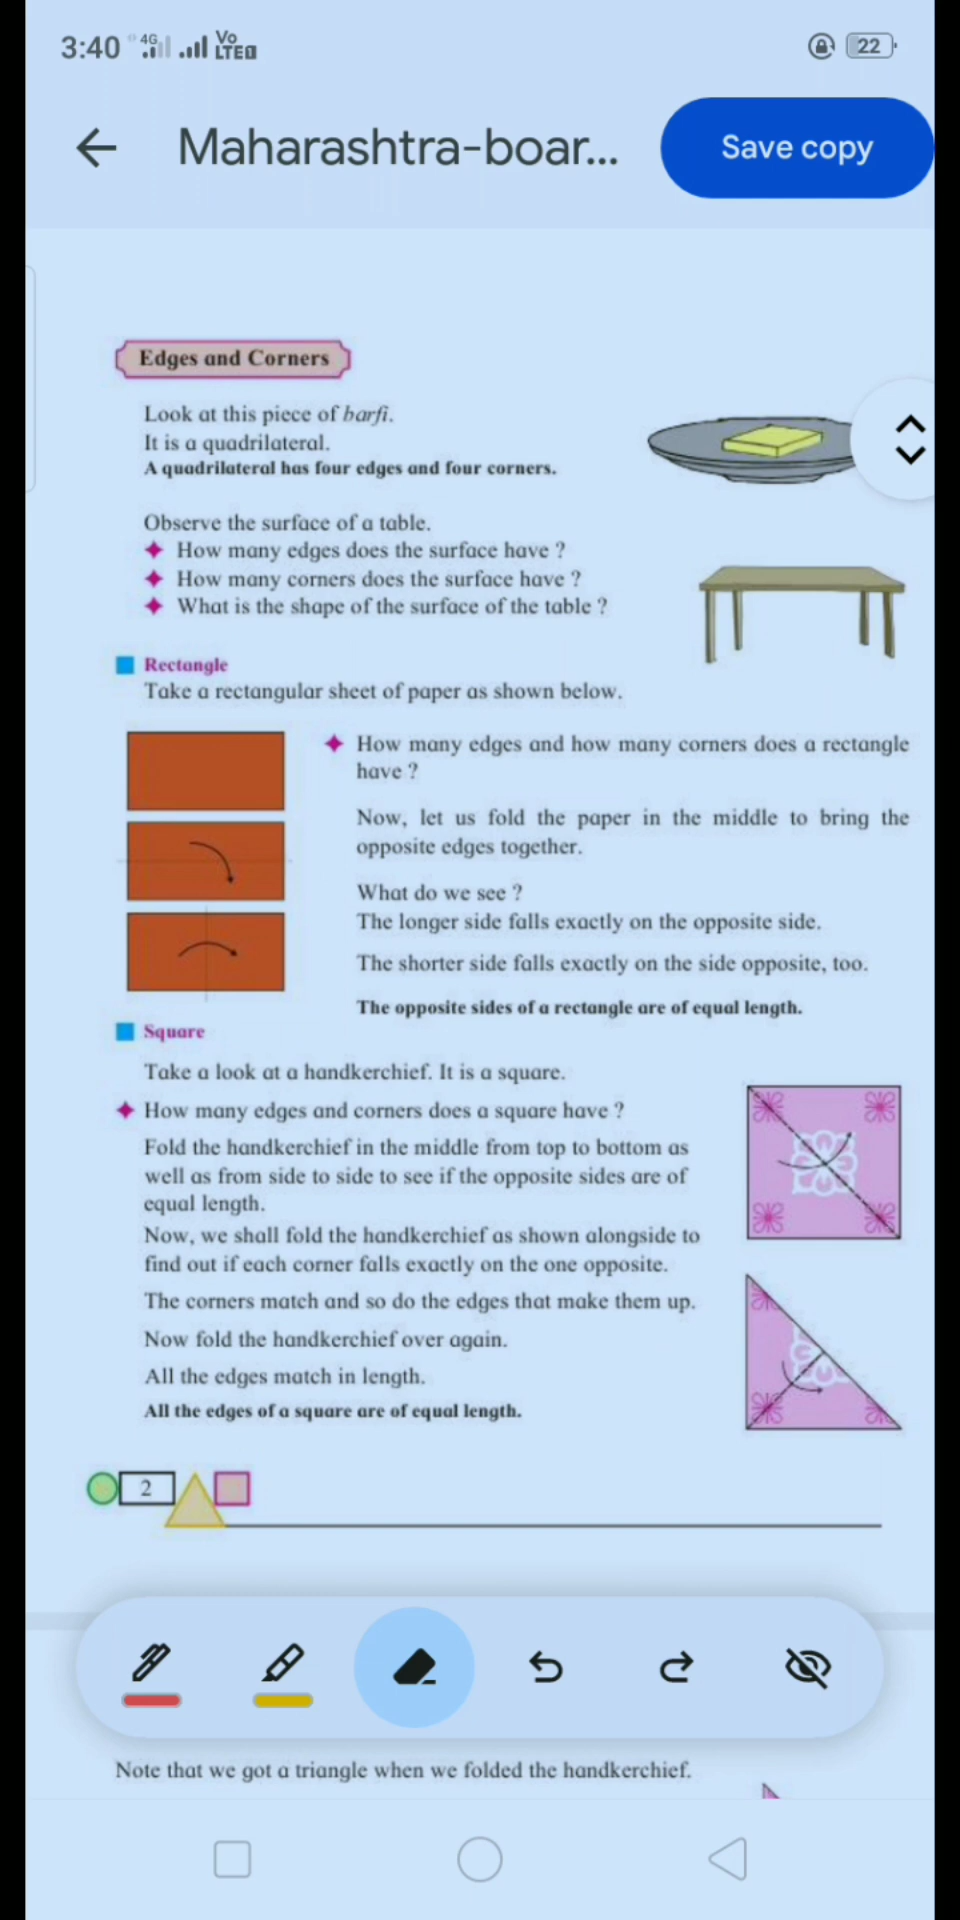 3:40 4G Vo LTE 22
Maharashtra-boar... Save copy
Edges and Corners
Look at this piece of barfi.
It is a quadrilateral.
A quadrilateral has four edges and four corners.
Observe the surface of a table.
How many edges does the surface have ?
How many corners does the surface have ?
What is the shape of the surface of the table ?
Rectangle
Take a rectangular sheet of paper as shown below.
How many edges and how many corners does a rectangle
have ?
Now, let us fold the paper in the middle to bring the
opposite edges together.
What do we see ?
The longer side falls exactly on the opposite side.
The shorter side falls exactly on the side opposite, too.
The opposite sides of a rectangle are of equal length.
Square
Take a look at a handkerchief. It is a square.
How many edges and corners does a square have ?
Fold the handkerchief in the middle from top to bottom as
well as from side to side to see if the opposite sides are of
equal length.
Now, we shall fold the handkerchief as shown alongside to
find out if each corner falls exactly on the one opposite.
The corners match and so do the edges that make them up.
Now fold the handkerchief over again.
All the edges match in length.
All the edges of a square are of equal length.
2
Note that we got a triangle when we folded the handkerchief.